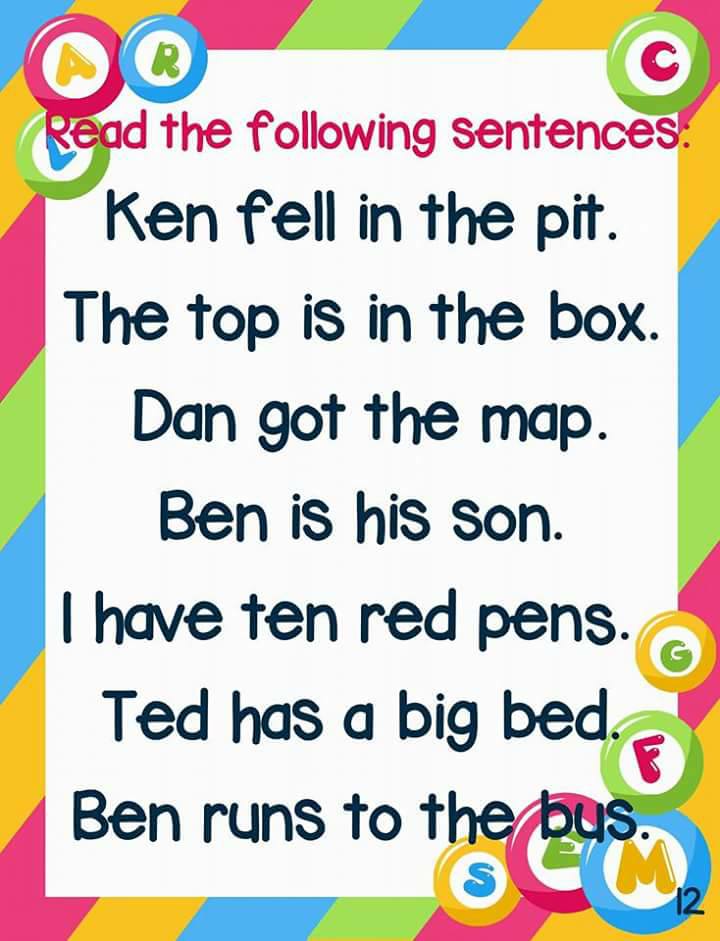 A R C
L
Read the following sentences:
Ken fell in the pit.
The top is in the box.
Dan got the map.
Ben is his son.
I have ten red pens.
G
Ted has a big bed.
F
Ben runs to the bus.
S E M
12